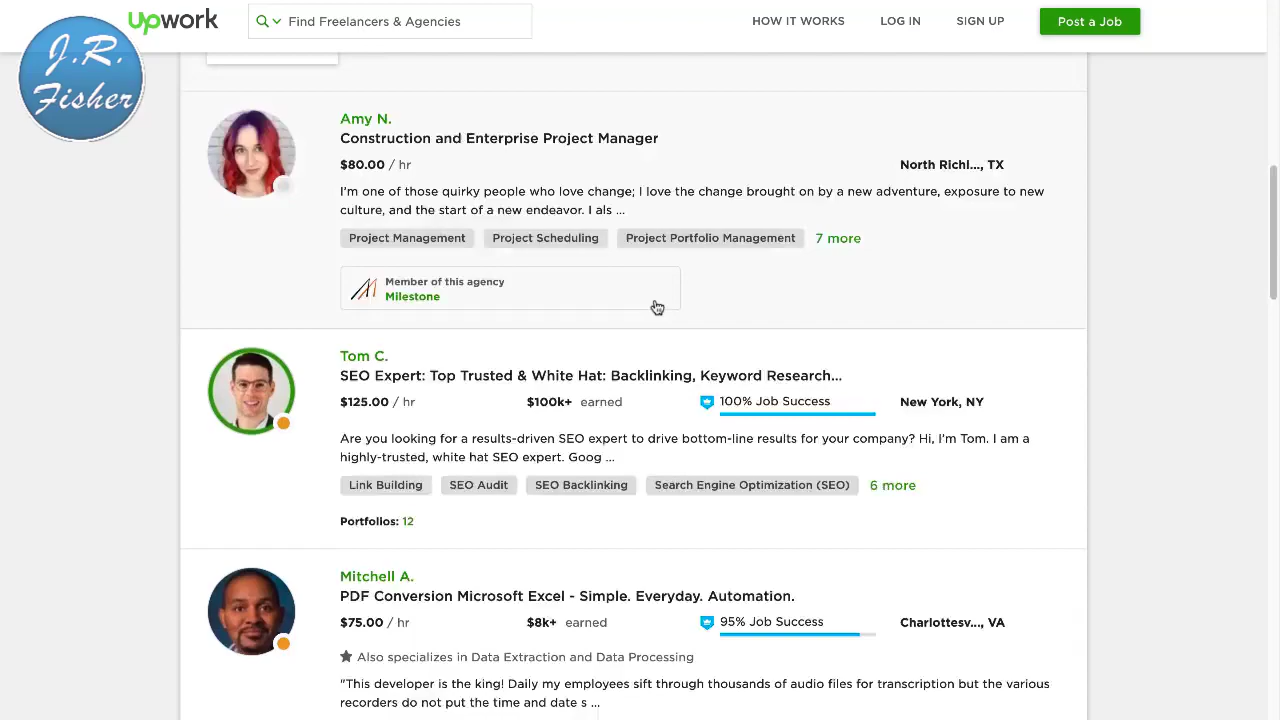 upwork
Find Freelancers & Agencies
HOW IT WORKS
LOG IN
SIGN UP
Post a Job
J.R.
Fisher
Amy N.
Construction and Enterprise Project Manager
$80.00 / hr
North Richl..., TX
I'm one of those quirky people who love change; I love the change brought on by a new adventure, exposure to new
culture, and the start of a new endeavor. I als ...
Project Management Project Scheduling Project Portfolio Management 7 more
Member of this agency
Milestone
Tom C.
SEO Expert: Top Trusted & White Hat: Backlinking, Keyword Research...
$125.00 / hr $100k+ earned 100% Job Success New York, NY
Are you looking for a results-driven SEO expert to drive bottom-line results for your company? Hi, I'm Tom. I am a
highly-trusted, white hat SEO expert. Goog ...
Link Building SEO Audit SEO Backlinking Search Engine Optimization (SEO) 6 more
Portfolios: 12
Mitchell A.
PDF Conversion Microsoft Excel - Simple. Everyday. Automation.
$75.00 / hr $8k+ earned 95% Job Success Charlottesv..., VA
Also specializes in Data Extraction and Data Processing
"This developer is the king! Daily my employees sift through thousands of audio files for transcription but the various
recorders do not put the time and date s ...